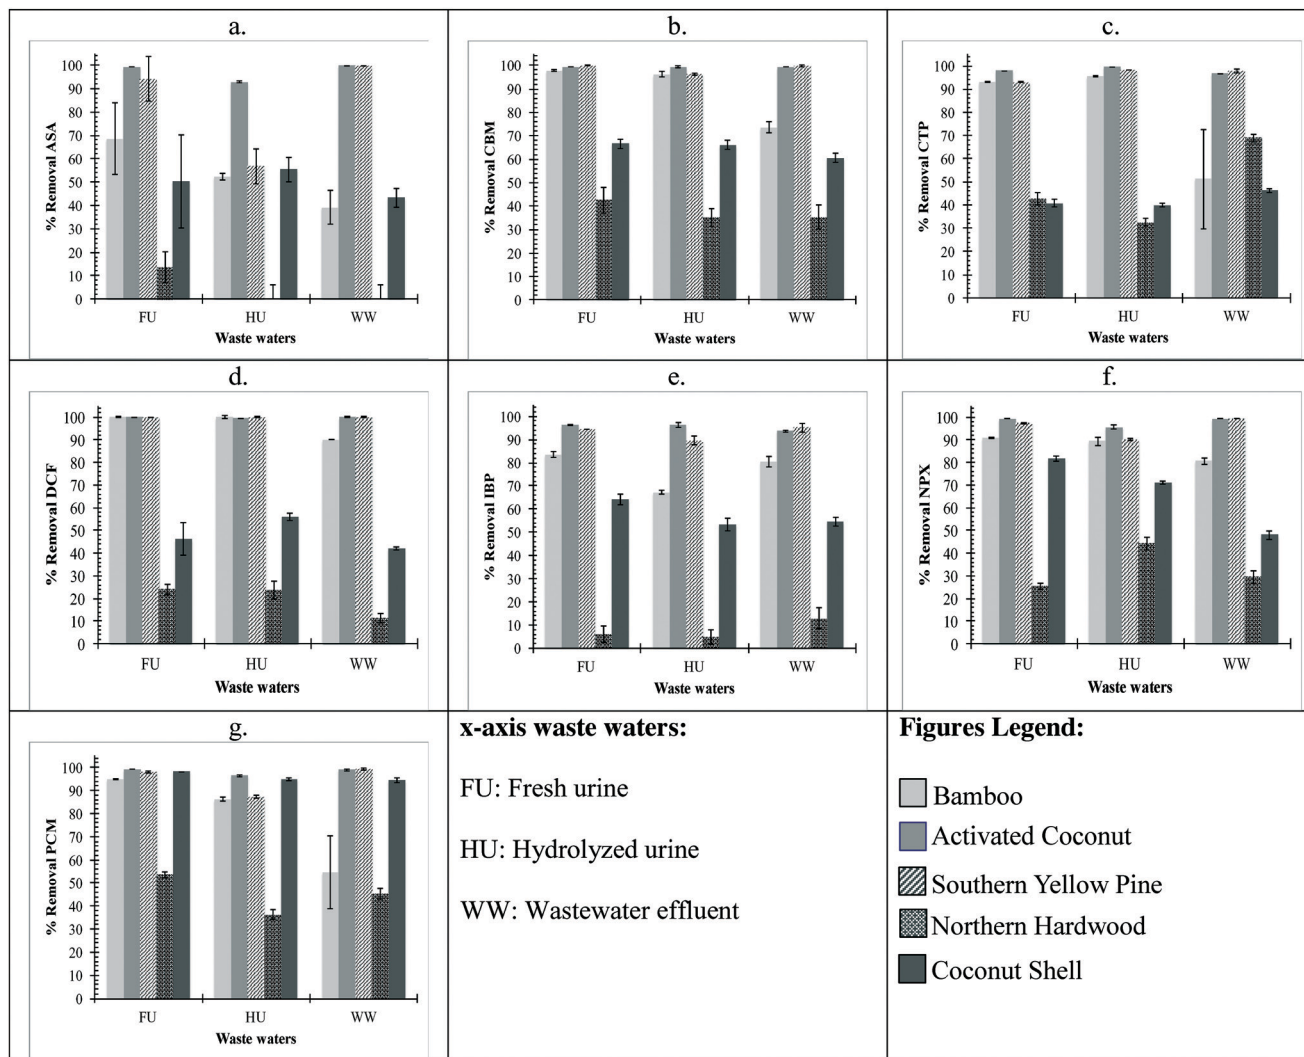 a.
% Removal ASA
100
90
80
70
60
50
40
30
20
10
0
FU HU WW
Waste waters
b.
% Removal CBM
100
90
80
70
60
50
40
30
20
10
0
FU HU WW
Waste waters
c.
% Removal CTP
100
90
80
70
60
50
40
30
20
10
0
FU HU WW
Waste waters
d.
% Removal DCF
100
90
80
70
60
50
40
30
20
10
0
FU HU WW
Waste waters
e.
% Removal IBP
100
90
80
70
60
50
40
30
20
10
0
FU HU WW
Waste waters
f.
% Removal NPX
100
90
80
70
60
50
40
30
20
10
0
FU HU WW
Waste waters
g.
% Removal PCM
100
90
80
70
60
50
40
30
20
10
0
FU HU WW
Waste waters
x-axis waste waters:
FU: Fresh urine
HU: Hydrolyzed urine
WW: Wastewater effluent
Figures Legend:
Bamboo
Activated Coconut
Southern Yellow Pine
Northern Hardwood
Coconut Shell